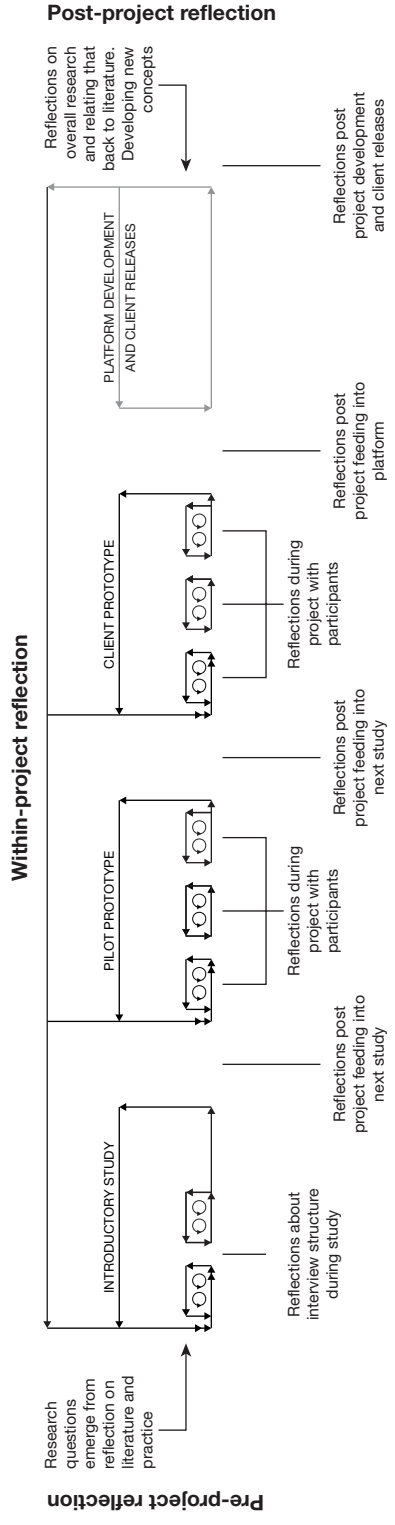 Pre-project reflection
Within-project reflection
Post-project reflection
Research
questions
emerge from
reflection on
literature and
practice
INTRODUCTORY STUDY
PILOT PROTOTYPE
CLIENT PROTOTYPE
PLATFORM DEVELOPMENT
AND CLIENT RELEASES
Reflections on
overall research
and relating that
back to literature.
Developing new
concepts
Reflections about
interview structure
during study
Reflections post
project feeding into
next study
Reflections during
project with
participants
Reflections post
project feeding into
next study
Reflections during
project with
participants
Reflections post
project feeding into
platform
Reflections post
project development
and client releases